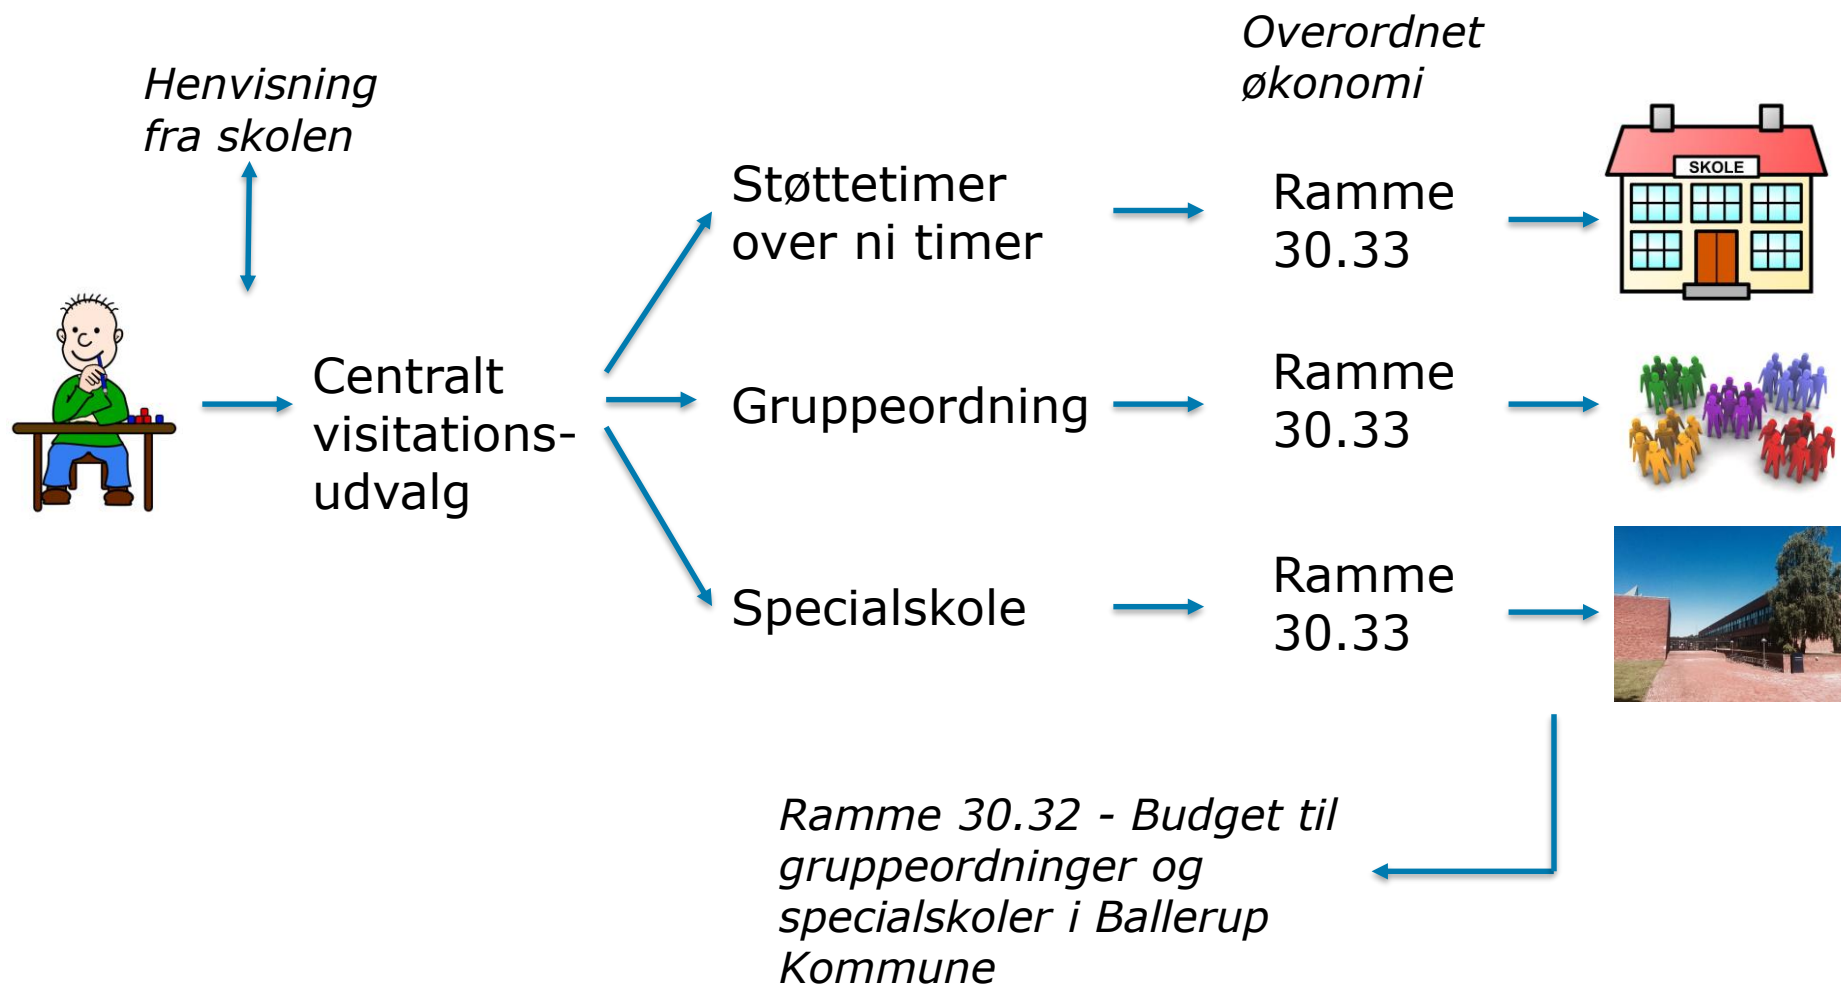 Henvisning
fra skolen
Overordnet
økonomi
Centralt
visitations-
udvalg
Støttetimer
over ni timer
Ramme
30.33
SKOLE
Gruppeordning
Ramme
30.33
Specialskole
Ramme
30.33
Ramme 30.32 - Budget til
gruppeordninger og
specialskoler i Ballerup
Kommune